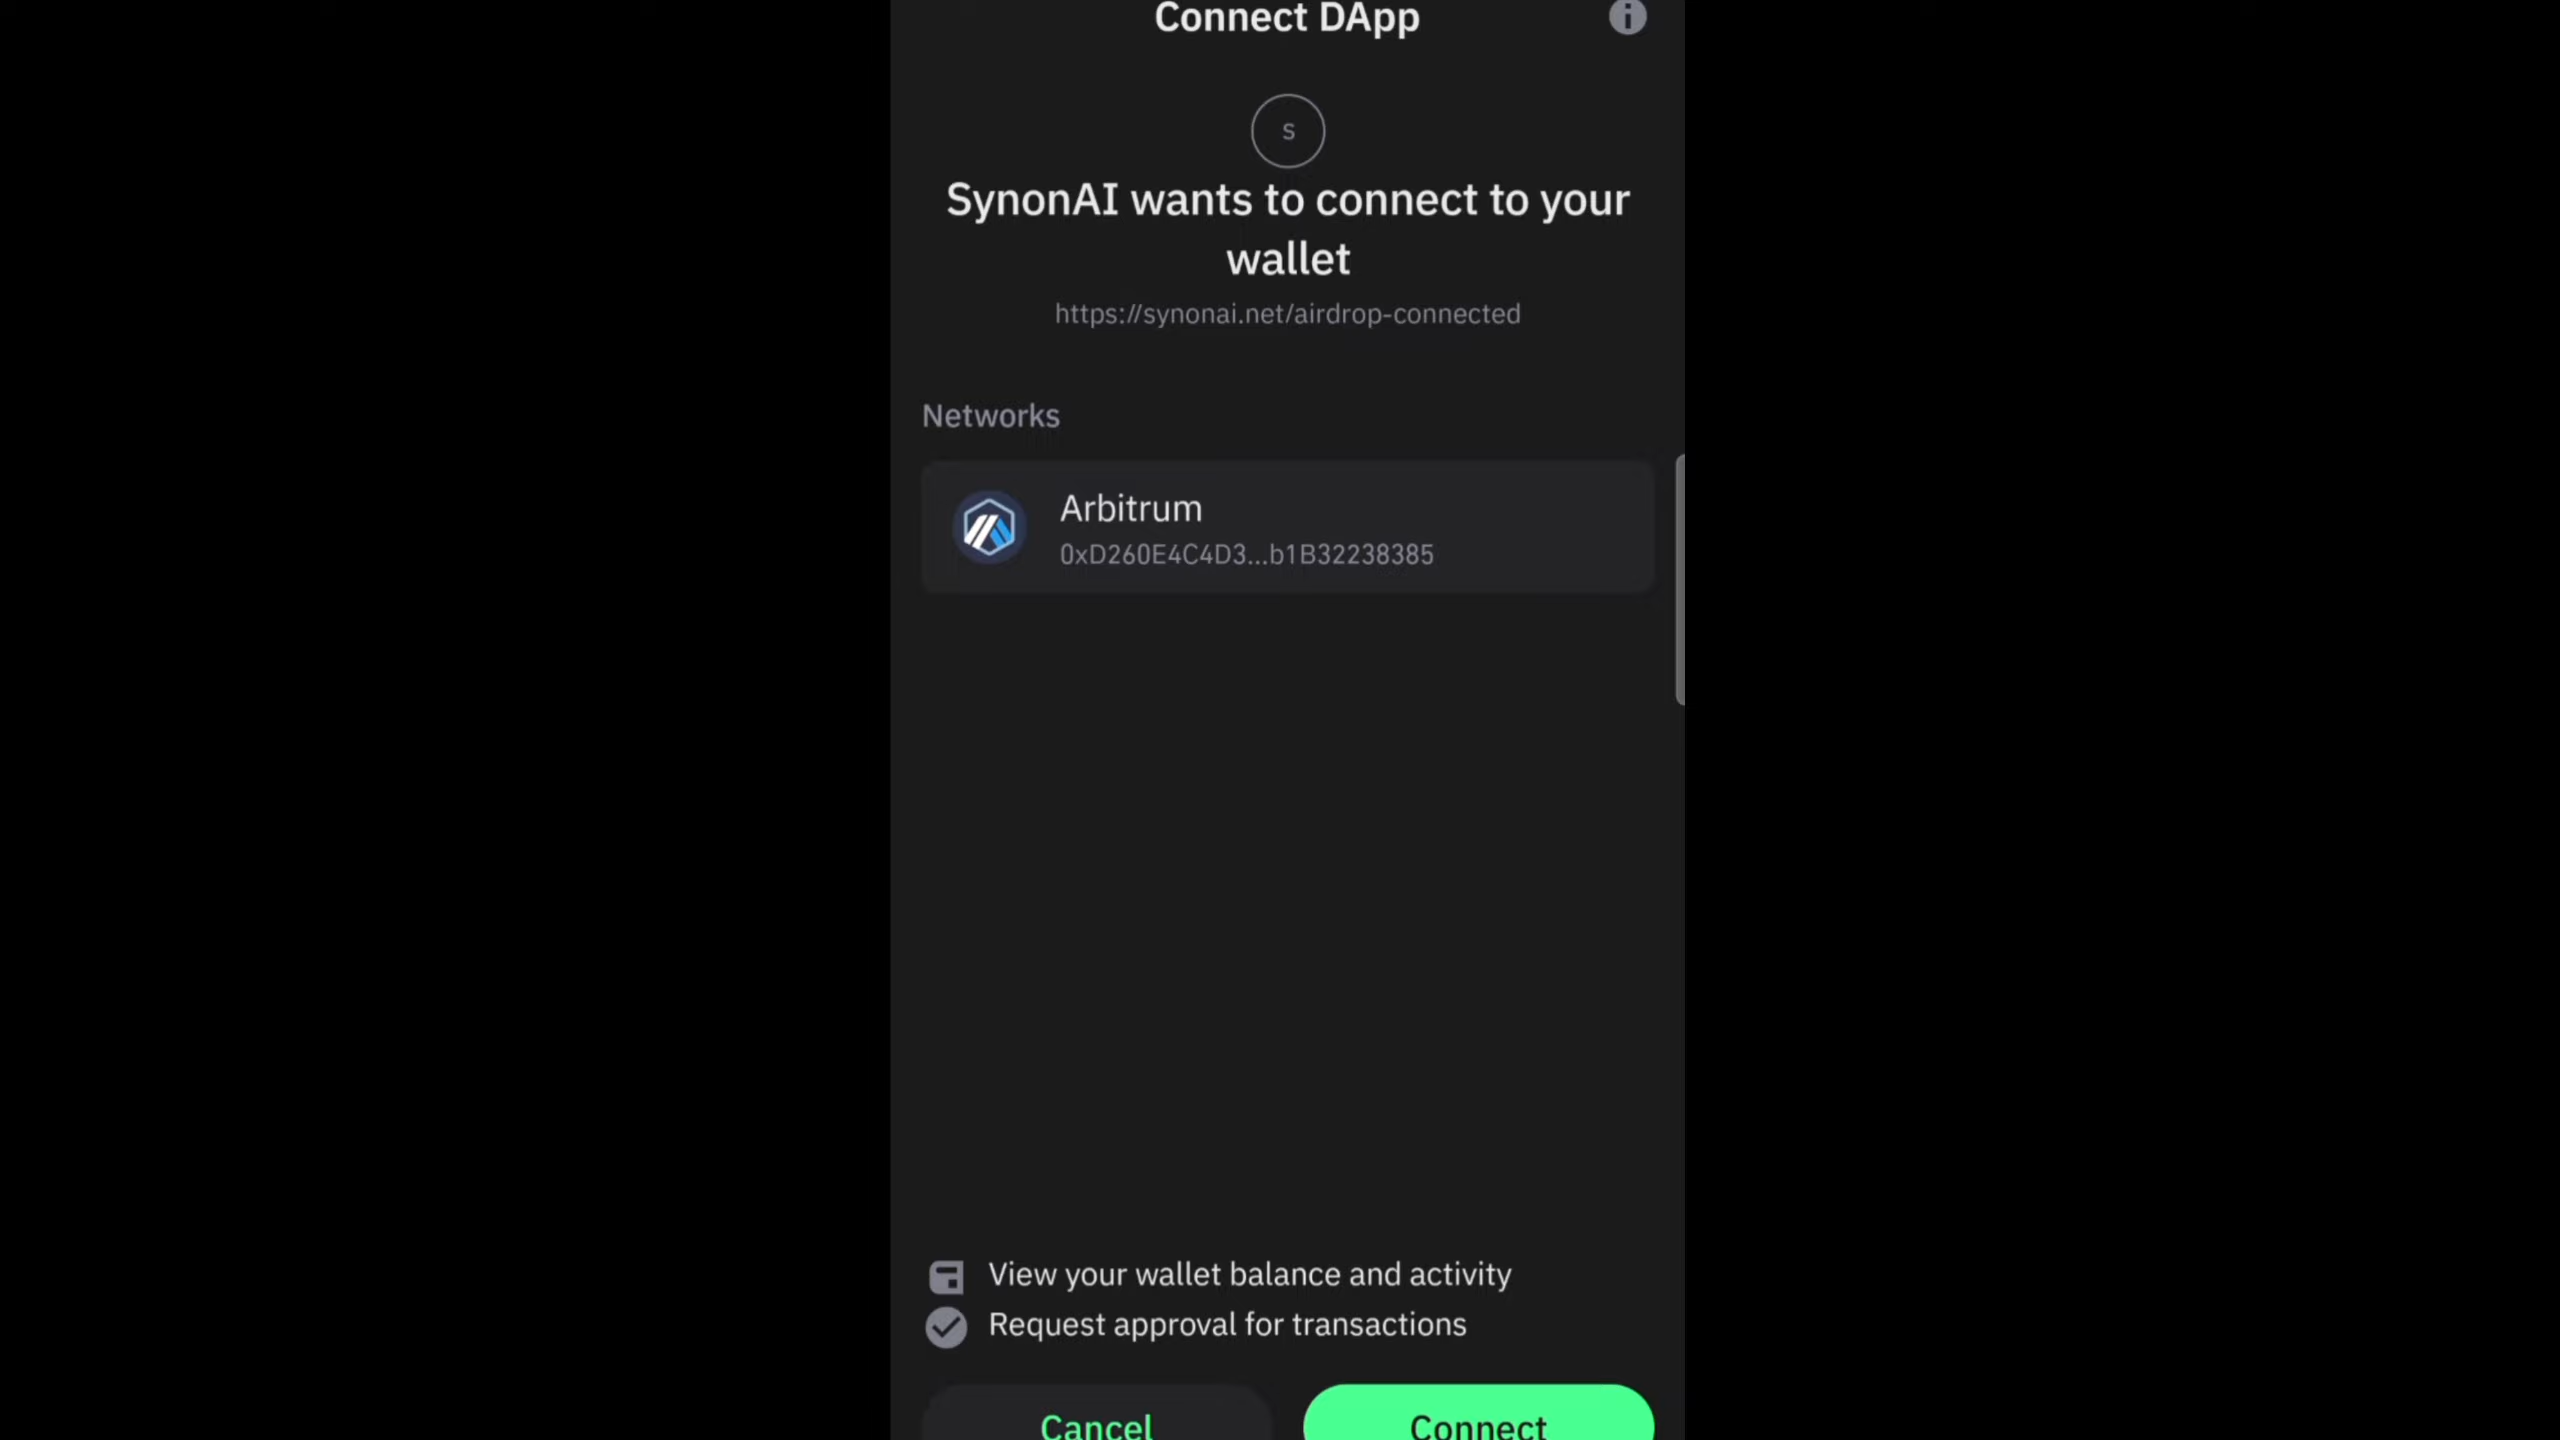 Connect DApp
S
SynonAI wants to connect to your
wallet
https://synonai.net/airdrop-connected
Networks
Arbitrum
0xD260E4C4D3...b1B32238385
View your wallet balance and activity
Request approval for transactions
Cancel
Connect